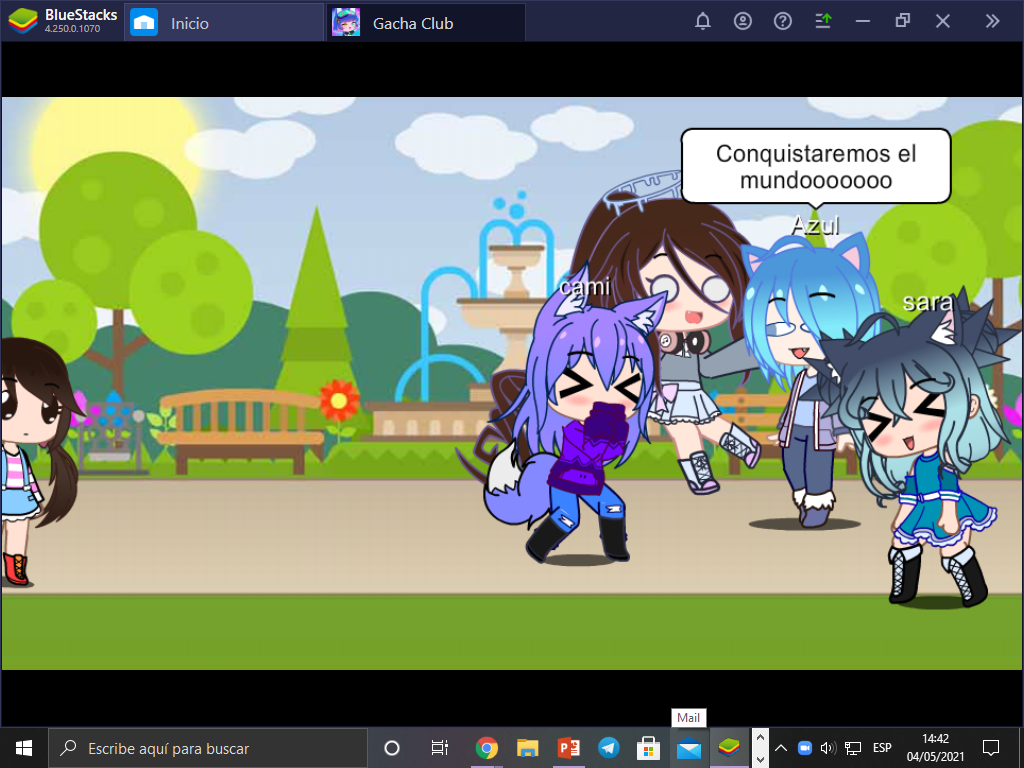 BlueStacks
4.250.0.1070
Inicio
Gacha Club
Conquistaremos el
mundooooooo
Azul
cami
sara
Mail
Escribe aquí para buscar
ESP
14:42
04/05/2021